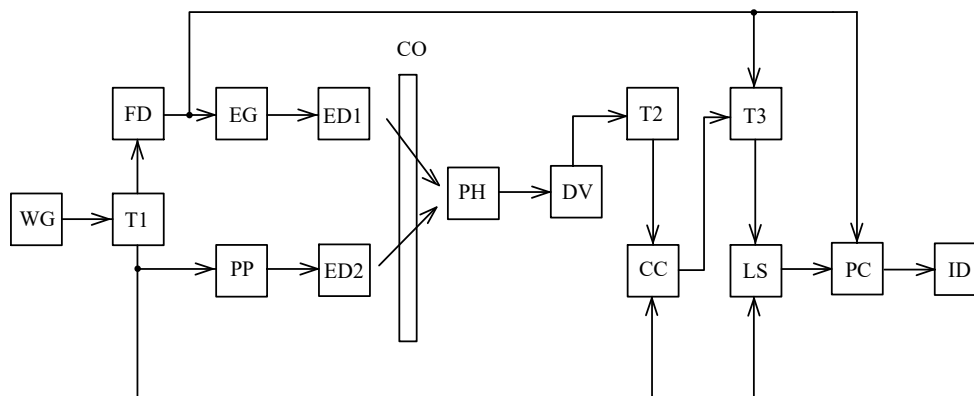 CO
FD EG ED1 T2 T3
WG T1 PH DV
PP ED2 CC LS PC ID